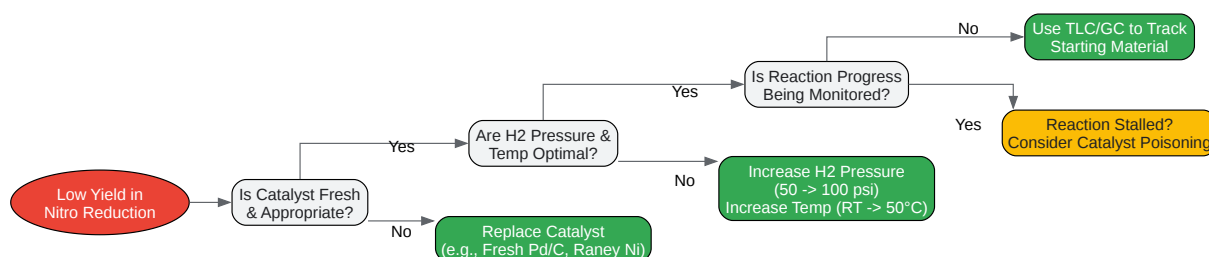 Low Yield in
Nitro Reduction
Is Catalyst Fresh
& Appropriate?
Yes
No
Replace Catalyst
(e.g., Fresh Pd/C, Raney Ni)
Are H2 Pressure &
Temp Optimal?
Yes
No
Increase H2 Pressure
(50 -> 100 psi)
Increase Temp (RT -> 50°C)
Is Reaction Progress
Being Monitored?
No
Use TLC/GC to Track
Starting Material
Yes
Reaction Stalled?
Consider Catalyst Poisoning